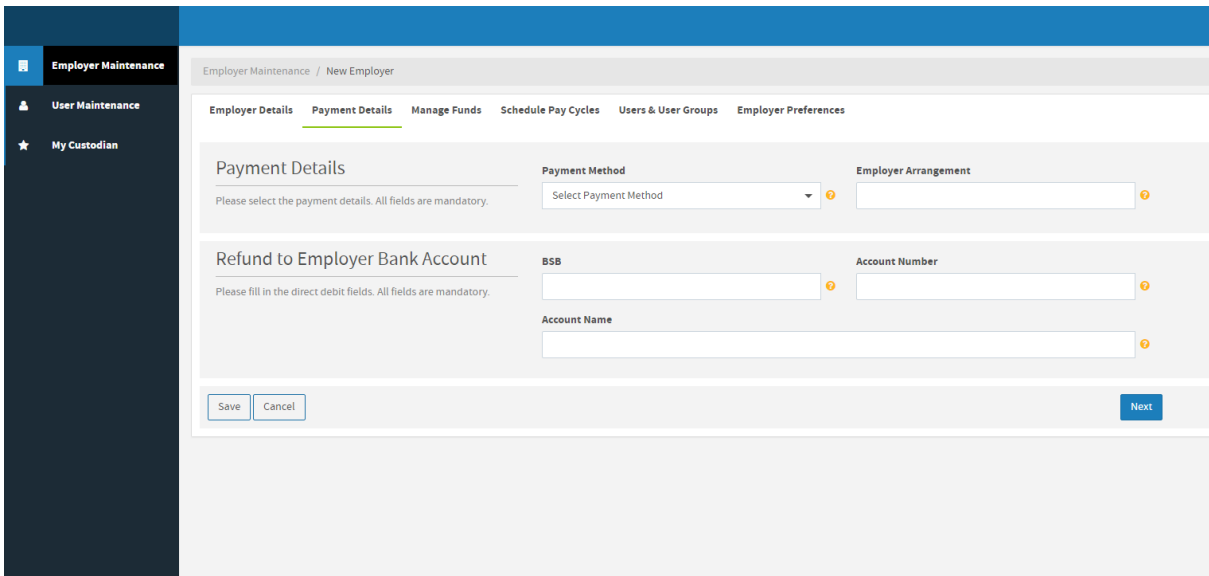 Employer Maintenance
User Maintenance
My Custodian
Employer Maintenance / New Employer
Employer Details Payment Details Manage Funds Schedule Pay Cycles Users & User Groups Employer Preferences
Payment Details
Please select the payment details. All fields are mandatory.
Payment Method
Select Payment Method
Employer Arrangement
Refund to Employer Bank Account
Please fill in the direct debit fields. All fields are mandatory.
BSB
Account Number
Account Name
Save Cancel Next